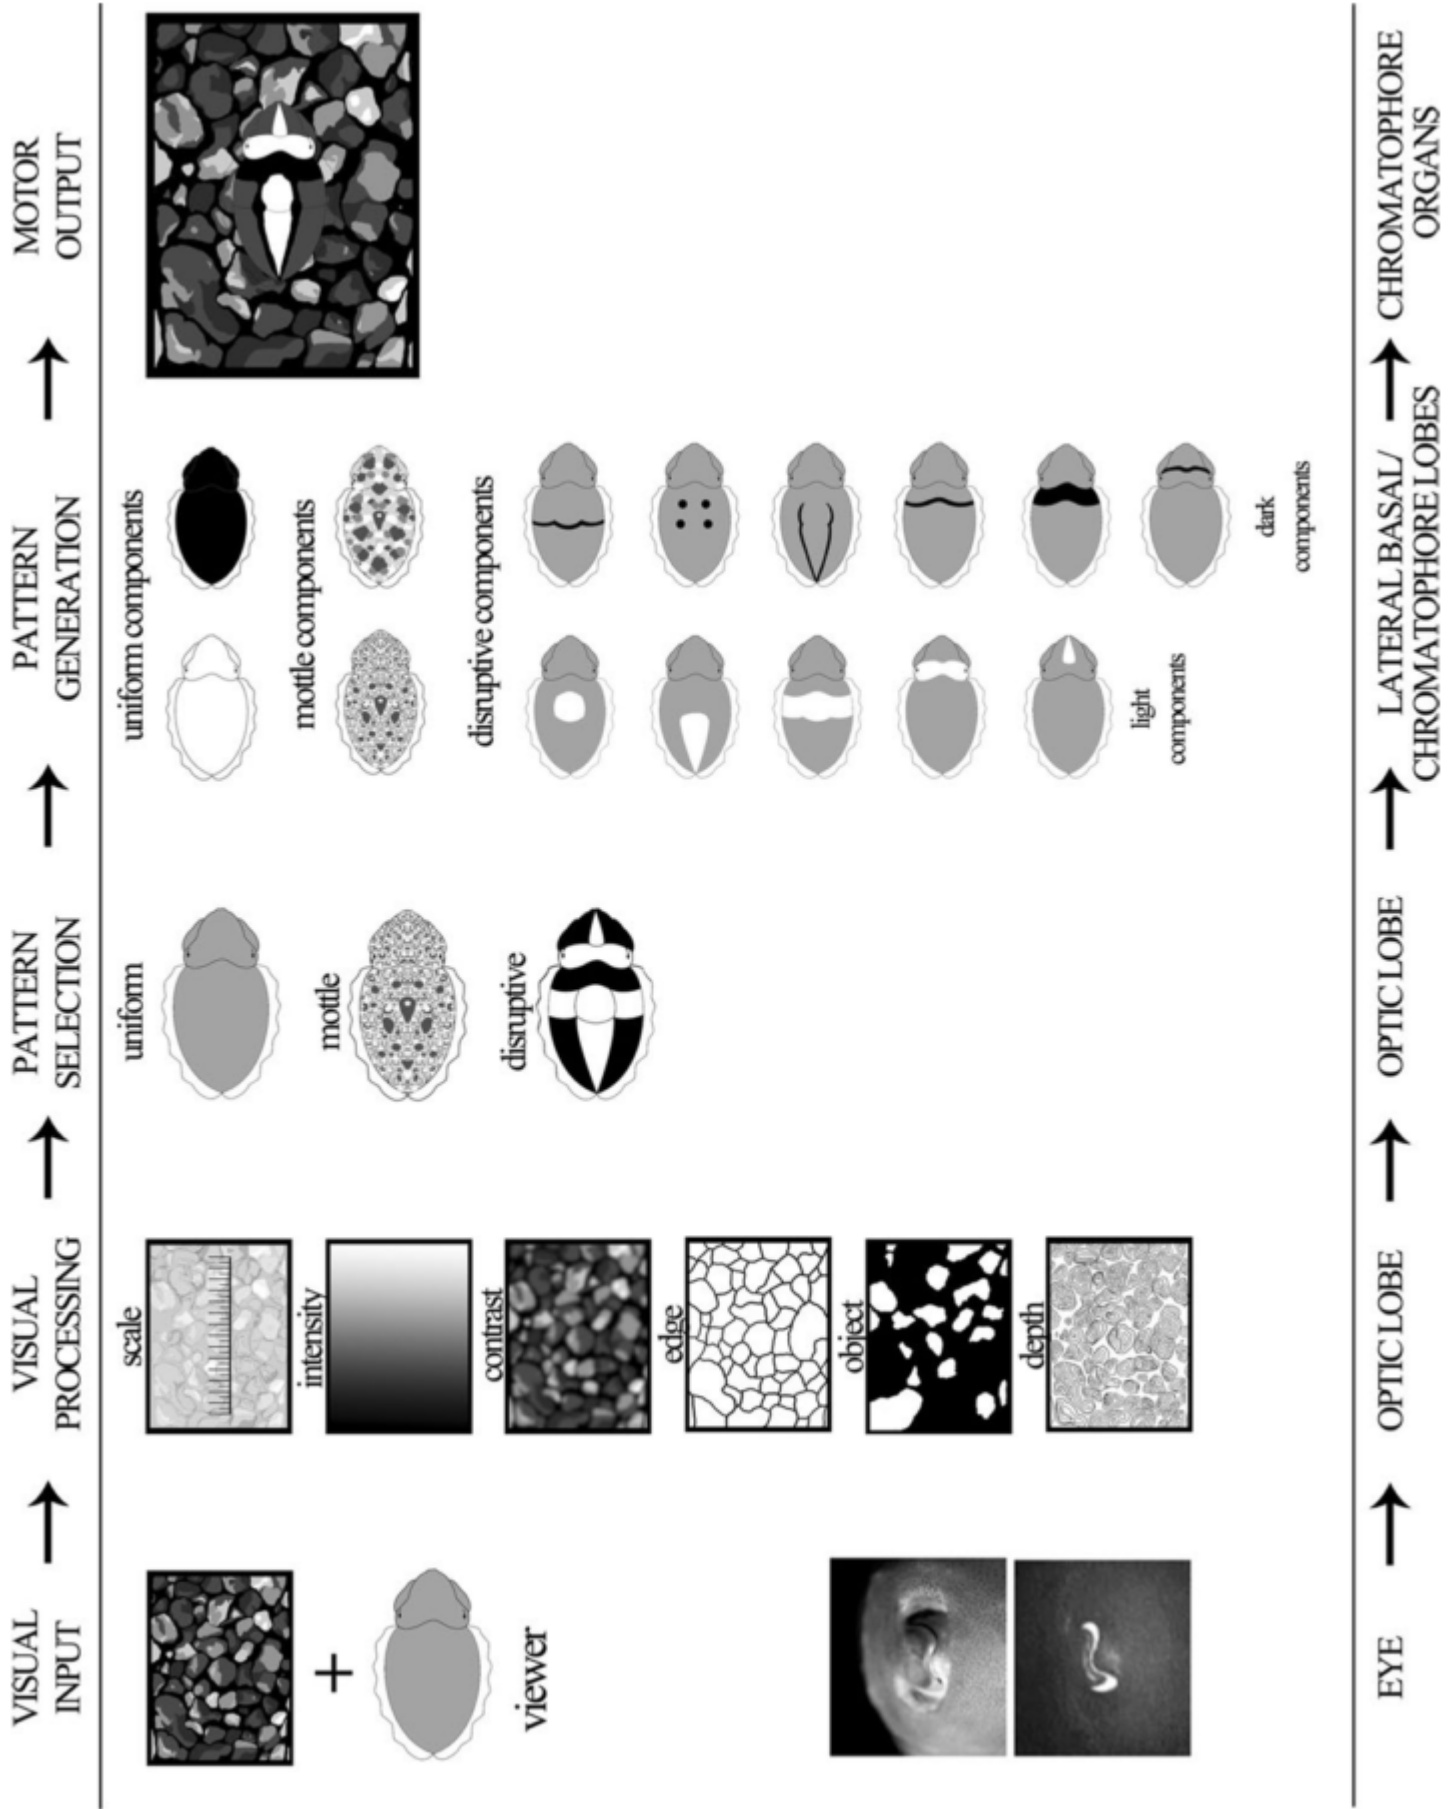 VISUAL
INPUT
VISUAL
PROCESSING
PATTERN
SELECTION
PATTERN
GENERATION
MOTOR
OUTPUT
viewer
scale
intensity
contrast
edge
object
depth
uniform
mottle
disruptive
uniform components
mottle components
disruptive components
light
components
dark
components
EYE
OPTIC LOBE
OPTIC LOBE
LATERAL BASAL/
CHROMATOPHORE LOBES
CHROMATOPHORE
ORGANS